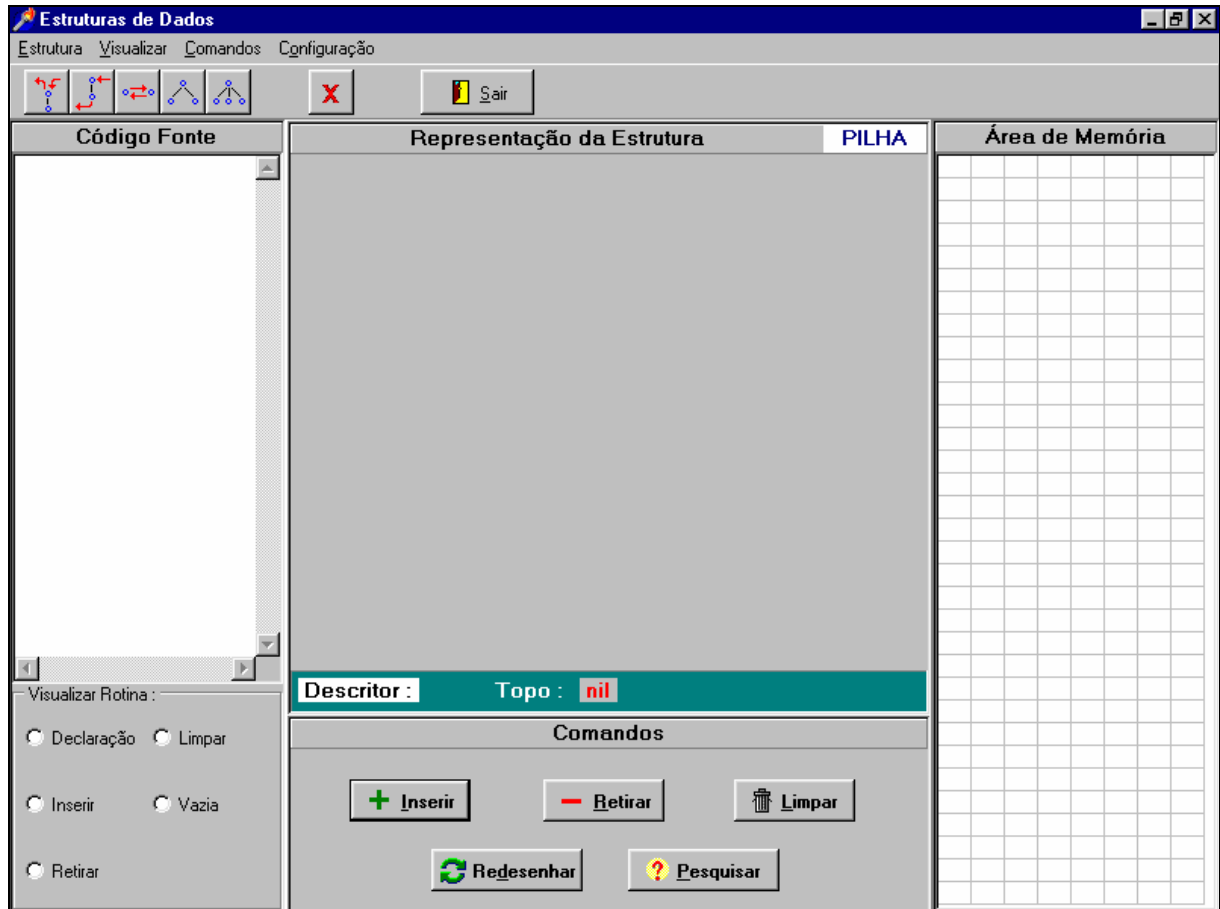 Estruturas de Dados
Estrutura Visualizar Comandos Configuração
X Sair
Código Fonte
Representação da Estrutura PILHA
Área de Memória
Descritor : Topo : nil
Visualizar Rotina :
Declaração Limpar
Inserir Vazia
Retirar
Comandos
Inserir Retirar Limpar
Redesenhar Pesquisar